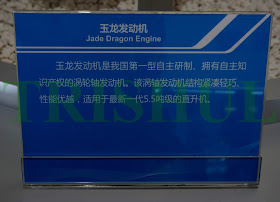 玉龙发动机
Jade Dragon Engine
玉龙发动机是我国第一型自主研制、拥有自主知
识产权的涡轮轴发动机。该涡轴发动机结构紧凑轻巧、
性能优越，适用于最新一代5.5吨级的直升机。
TRISHUL